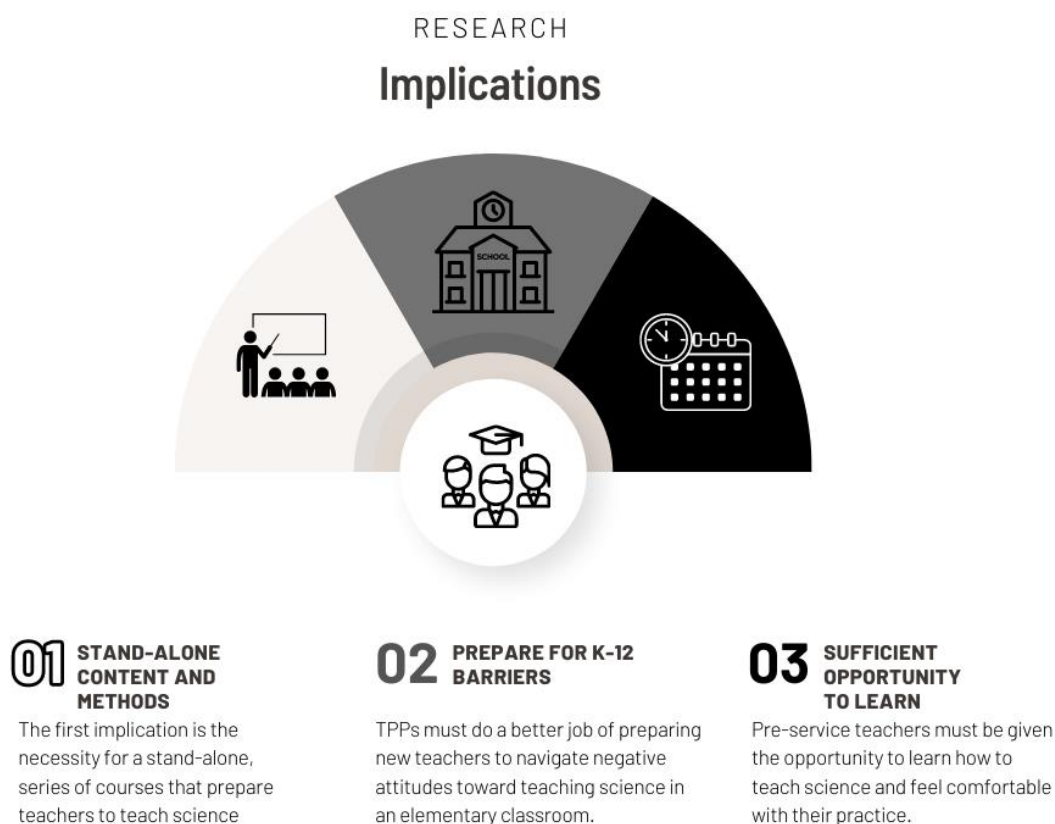 RESEARCH
Implications
SCHOOL
01 STAND-ALONE
CONTENT AND
METHODS
The first implication is the
necessity for a stand-alone,
series of courses that prepare
teachers to teach science
02 PREPARE FOR K-12
BARRIERS
TPPs must do a better job of preparing
new teachers to navigate negative
attitudes toward teaching science in
an elementary classroom.
03 SUFFICIENT
OPPORTUNITY
TO LEARN
Pre-service teachers must be given
the opportunity to learn how to
teach science and feel comfortable
with their practice.